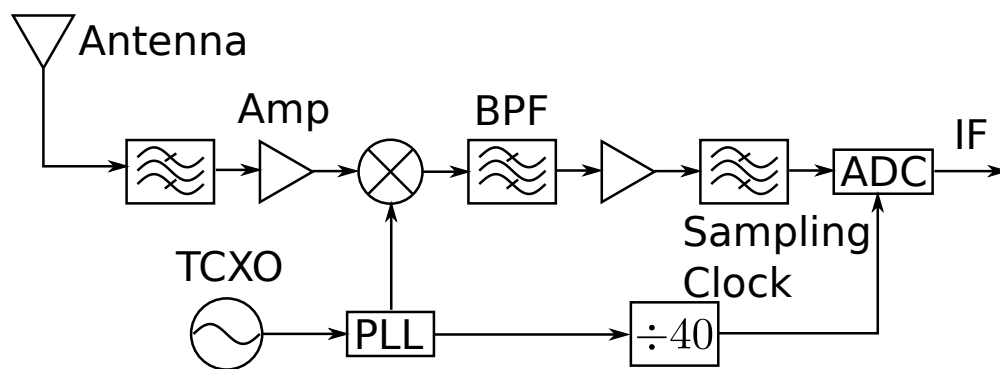 Antenna
Amp
BPF
IF
ADC
Sampling
Clock
TCXO
PLL
÷40